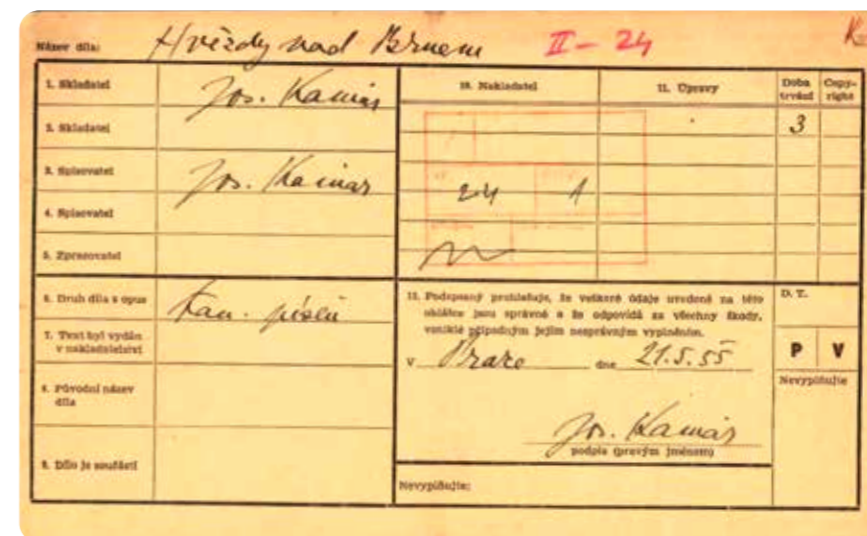 Název díla: Hvězdy nad Brnem II - 24 K
1. Skladatel Jos. Kainar
2. Skladatel
3. Spisovatel Jos. Kainar
4. Spisovatel
5. Zpracovatel
10. Nakladatel 11. Úpravy Doba trvání Copy-right
3
24 1
6. Druh díla a opus Tan. píseň
7. Text byl vydán
v nakladatelství
8. Původní název
díla
9. Dílo je součástí
12. Podepsaný prohlašuje, že veškeré údaje uvedené na této
ohlášce jsou správné a že odpovídá za všechny škody,
vzniklé případným jejím nesprávným vyplněním.
V Praze dne 21.5.55
Jos. Kainar
podpis (pravým jménem)
Nevyplňujte:
D. T.
P V
Nevyplňujte